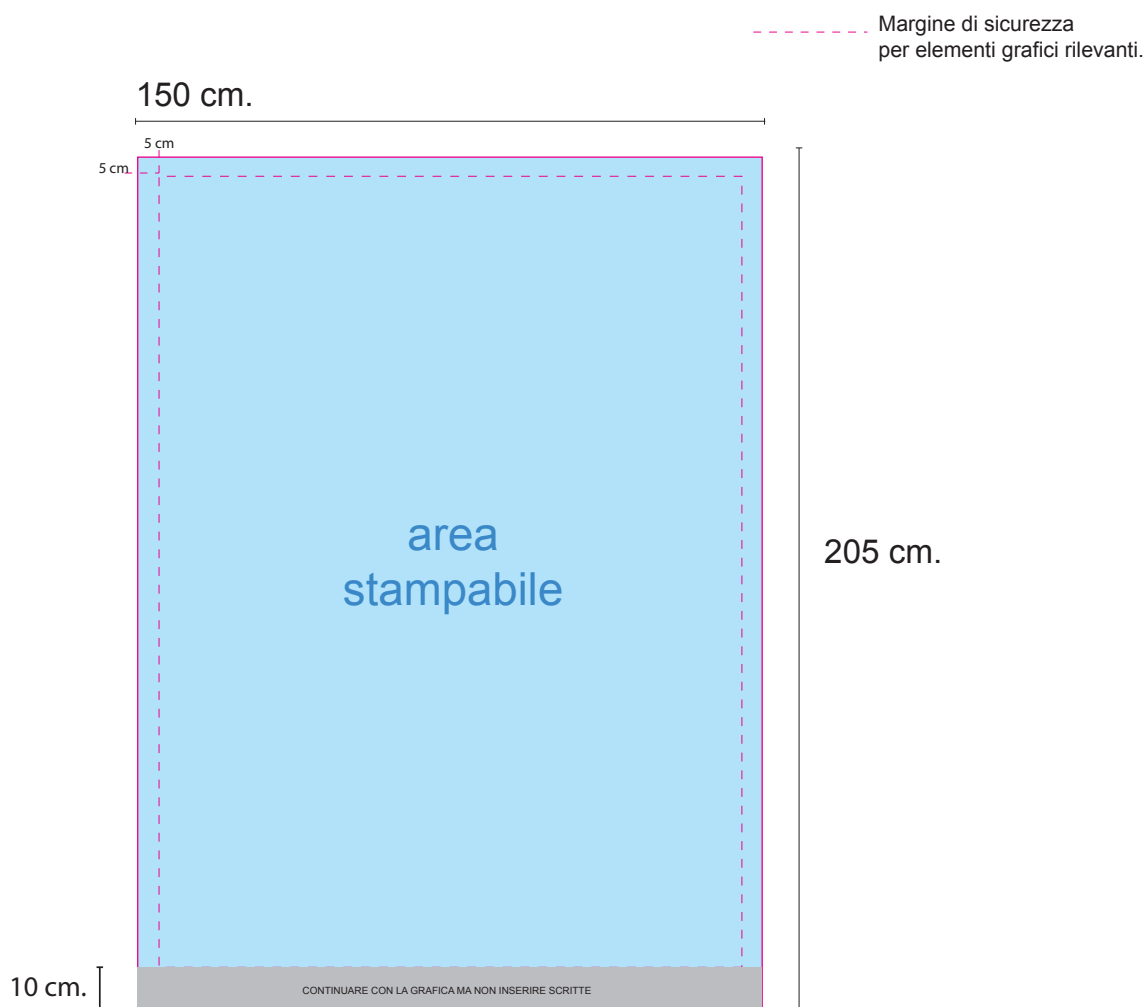 Margine di sicurezza
per elementi grafici rilevanti.
150 cm.
5 cm
5 cm
area
stampabile
205 cm.
10 cm.
CONTINUARE CON LA GRAFICA MA NON INSERIRE SCRITTE